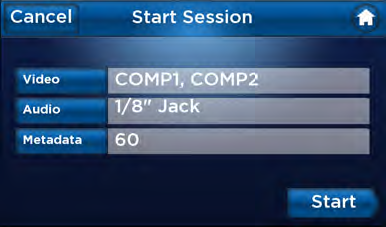 Cancel Start Session
Video COMP1, COMP2
Audio 1/8" Jack
Metadata 60
Start